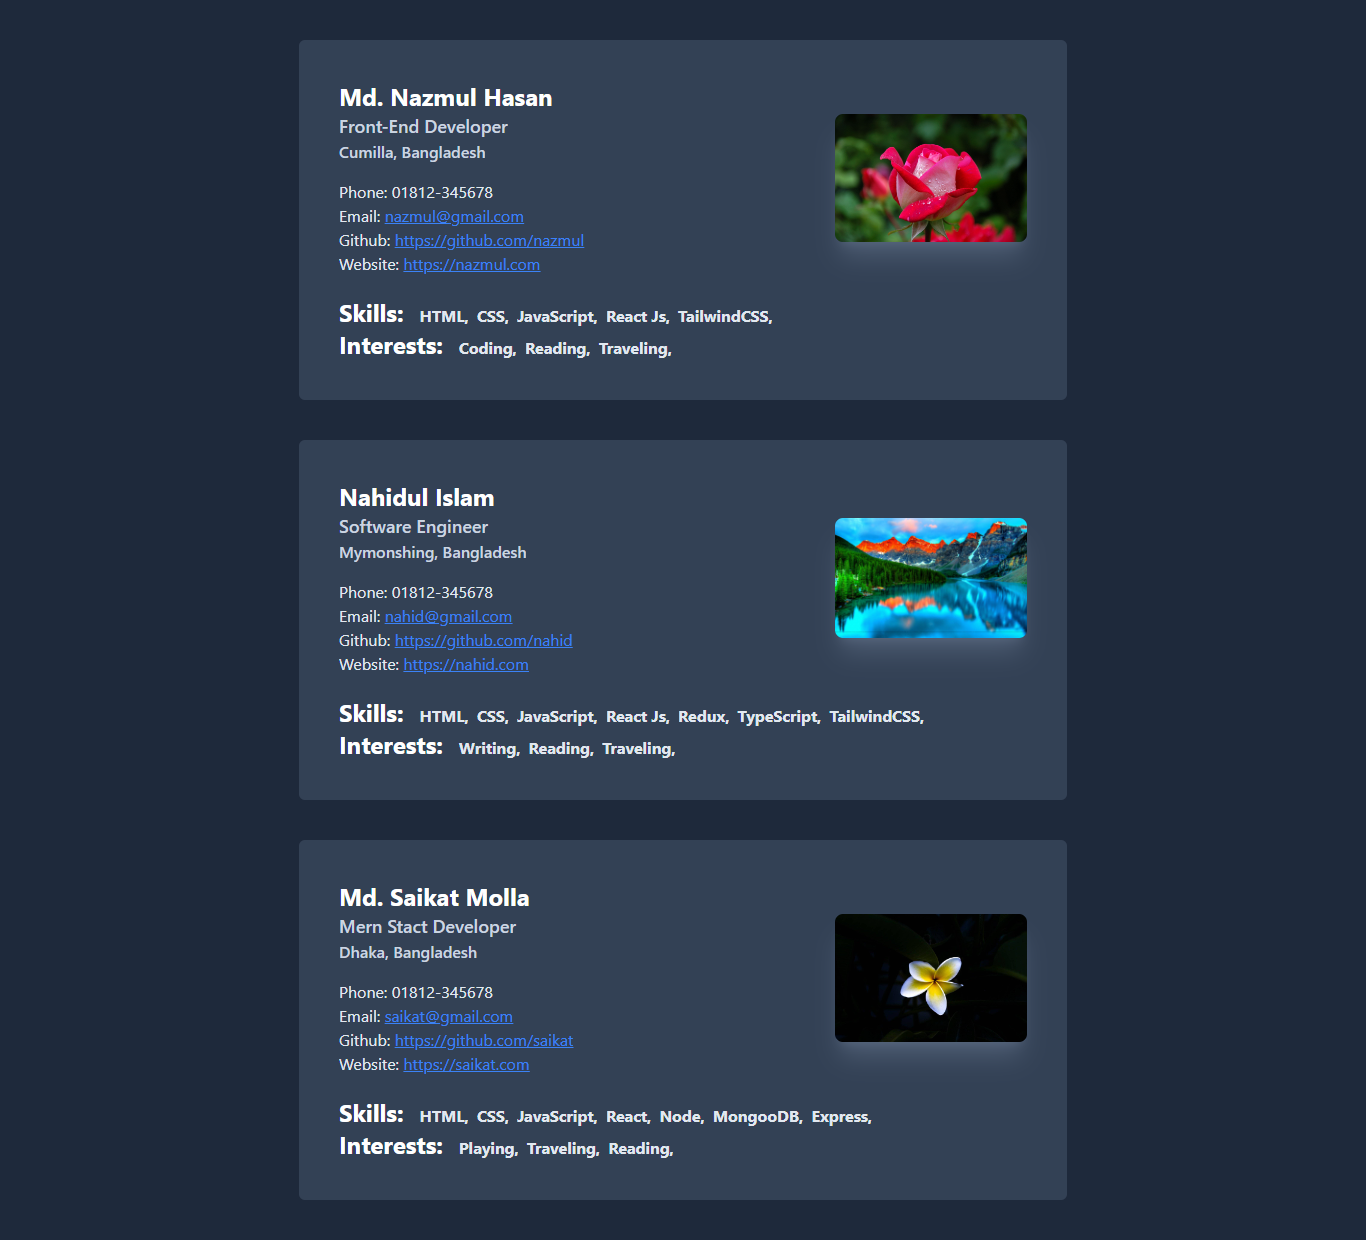 Md. Nazmul Hasan
Front-End Developer
Cumilla, Bangladesh
Phone: 01812-345678
Email: nazmul@gmail.com
Github: https://github.com/nazmul
Website: https://nazmul.com
Skills: HTML, CSS, JavaScript, React Js, TailwindCSS,
Interests: Coding, Reading, Traveling,
Nahidul Islam
Software Engineer
Mymonshing, Bangladesh
Phone: 01812-345678
Email: nahid@gmail.com
Github: https://github.com/nahid
Website: https://nahid.com
Skills: HTML, CSS, JavaScript, React Js, Redux, TypeScript, TailwindCSS,
Interests: Writing, Reading, Traveling,
Md. Saikat Molla
Mern Stact Developer
Dhaka, Bangladesh
Phone: 01812-345678
Email: saikat@gmail.com
Github: https://github.com/saikat
Website: https://saikat.com
Skills: HTML, CSS, JavaScript, React, Node, MongooDB, Express,
Interests: Playing, Traveling, Reading,